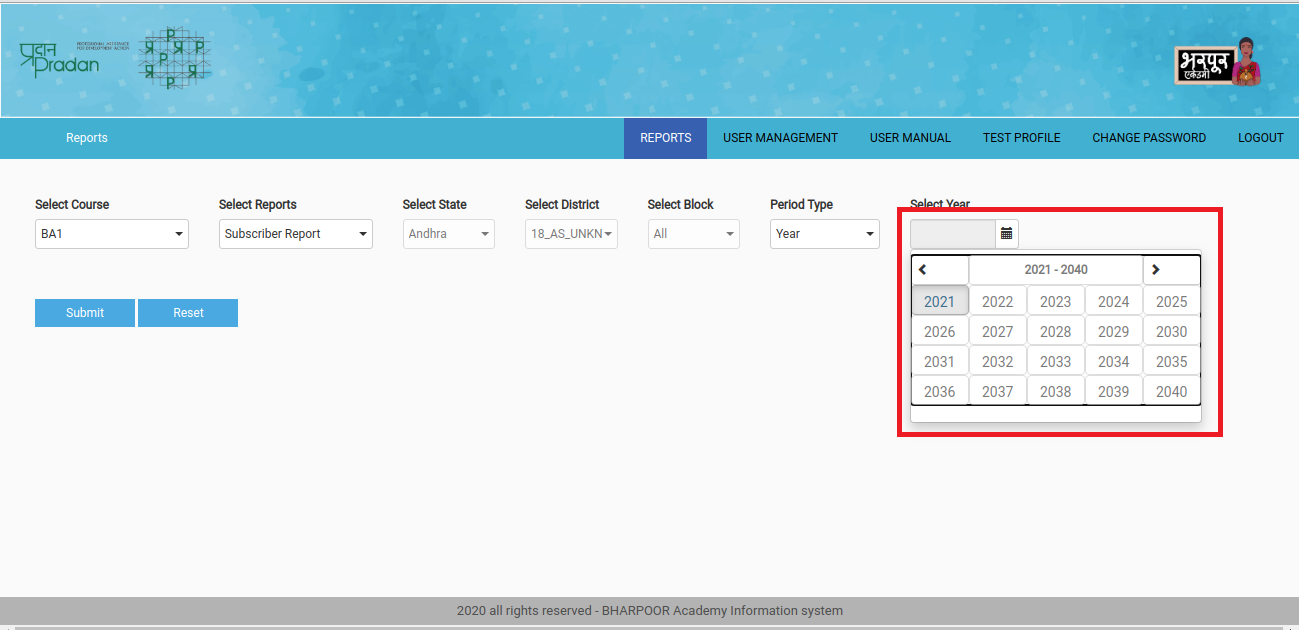 प्रदान
Pradan
PROFESSIONAL ASSISTANCE
FOR DEVELOPMENT ACTION
P
P P P
P
P P
P
भरपूर
एकेडमी
Reports
REPORTS USER MANAGEMENT USER MANUAL TEST PROFILE CHANGE PASSWORD LOGOUT
Select Course Select Reports Select State Select District Select Block Period Type Select Year
BA1 Subscriber Report Andhra 18_AS_UNKN All Year
2021 - 2040
2021 2022 2023 2024 2025
2026 2027 2028 2029 2030
2031 2032 2033 2034 2035
2036 2037 2038 2039 2040
Submit Reset
2020 all rights reserved - BHARPOOR Academy Information system